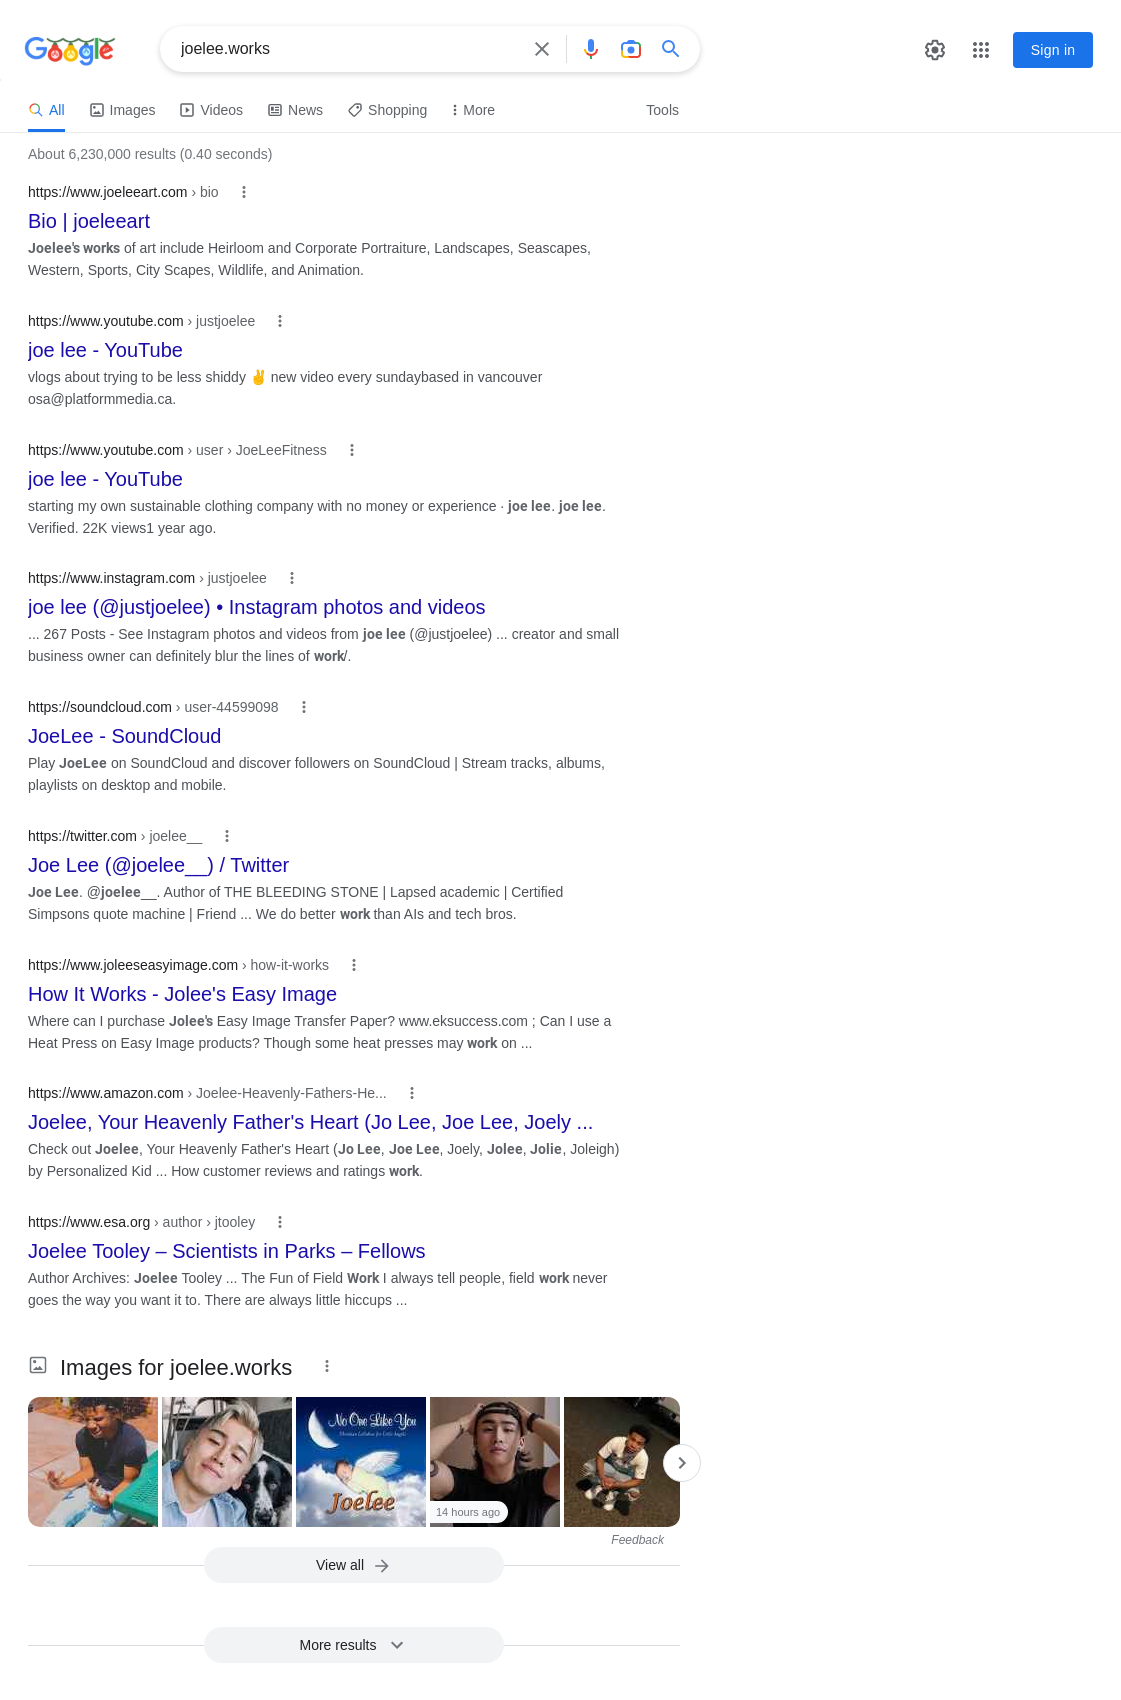 Google
joelee.works
Sign in
All Images Videos News Shopping More Tools
About 6,230,000 results (0.40 seconds)
https://www.joeleeart.com › bio
Bio | joeleeart
Joelee's works of art include Heirloom and Corporate Portraiture, Landscapes, Seascapes,
Western, Sports, City Scapes, Wildlife, and Animation.
https://www.youtube.com › justjoelee
joe lee - YouTube
vlogs about trying to be less shiddy ✌️ new video every sundaybased in vancouver
osa@platformmedia.ca.
https://www.youtube.com › user › JoeLeeFitness
joe lee - YouTube
starting my own sustainable clothing company with no money or experience · joe lee. joe lee.
Verified. 22K views1 year ago.
https://www.instagram.com › justjoelee
joe lee (@justjoelee) • Instagram photos and videos
... 267 Posts - See Instagram photos and videos from joe lee (@justjoelee) ... creator and small
business owner can definitely blur the lines of work/.
https://soundcloud.com › user-44599098
JoeLee - SoundCloud
Play JoeLee on SoundCloud and discover followers on SoundCloud | Stream tracks, albums,
playlists on desktop and mobile.
https://twitter.com › joelee__
Joe Lee (@joelee__) / Twitter
Joe Lee. @joelee__. Author of THE BLEEDING STONE | Lapsed academic | Certified
Simpsons quote machine | Friend ... We do better work than AIs and tech bros.
https://www.joleeseasyimage.com › how-it-works
How It Works - Jolee's Easy Image
Where can I purchase Jolee's Easy Image Transfer Paper? www.eksuccess.com ; Can I use a
Heat Press on Easy Image products? Though some heat presses may work on ...
https://www.amazon.com › Joelee-Heavenly-Fathers-He...
Joelee, Your Heavenly Father's Heart (Jo Lee, Joe Lee, Joely ...
Check out Joelee, Your Heavenly Father's Heart (Jo Lee, Joe Lee, Joely, Jolee, Jolie, Joleigh)
by Personalized Kid ... How customer reviews and ratings work.
https://www.esa.org › author › jtooley
Joelee Tooley – Scientists in Parks – Fellows
Author Archives: Joelee Tooley ... The Fun of Field Work I always tell people, field work never
goes the way you want it to. There are always little hiccups ...
Images for joelee.works
No One Like You
Joelee
14 hours ago
Feedback
View all
More results